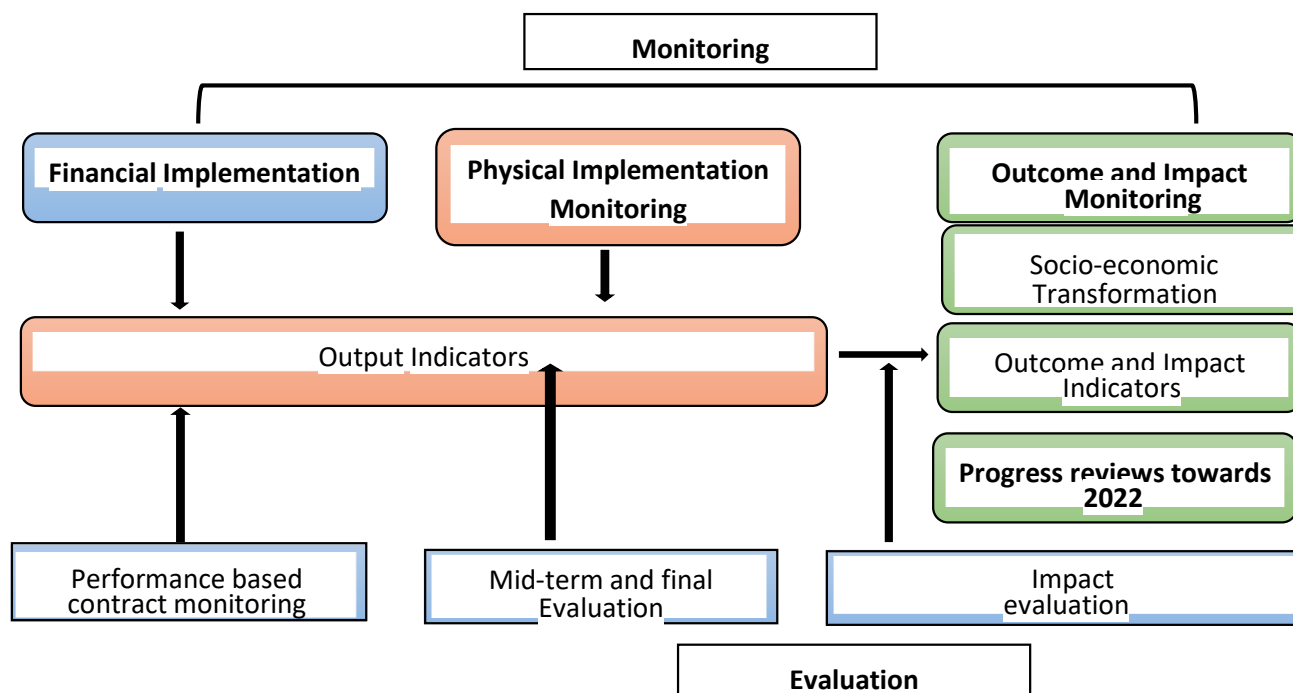 Monitoring
Financial Implementation
Physical Implementation
Monitoring
Outcome and Impact
Monitoring
Socio-economic
Transformation
Output Indicators
Outcome and Impact
Indicators
Progress reviews towards
2022
Performance based
contract monitoring
Mid-term and final
Evaluation
Impact
evaluation
Evaluation